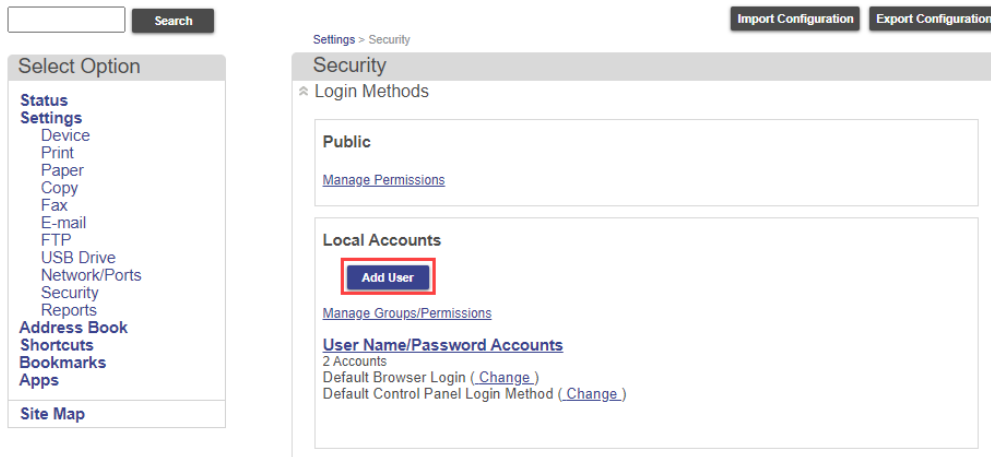 Search
Import Configuration
Export Configuration
Settings > Security
Select Option
Status
Settings
Device
Print
Paper
Copy
Fax
E-mail
FTP
USB Drive
Network/Ports
Security
Reports
Address Book
Shortcuts
Bookmarks
Apps
Site Map
Security
Login Methods
Public
Manage Permissions
Local Accounts
Add User
Manage Groups/Permissions
User Name/Password Accounts
2 Accounts
Default Browser Login ( Change )
Default Control Panel Login Method ( Change )